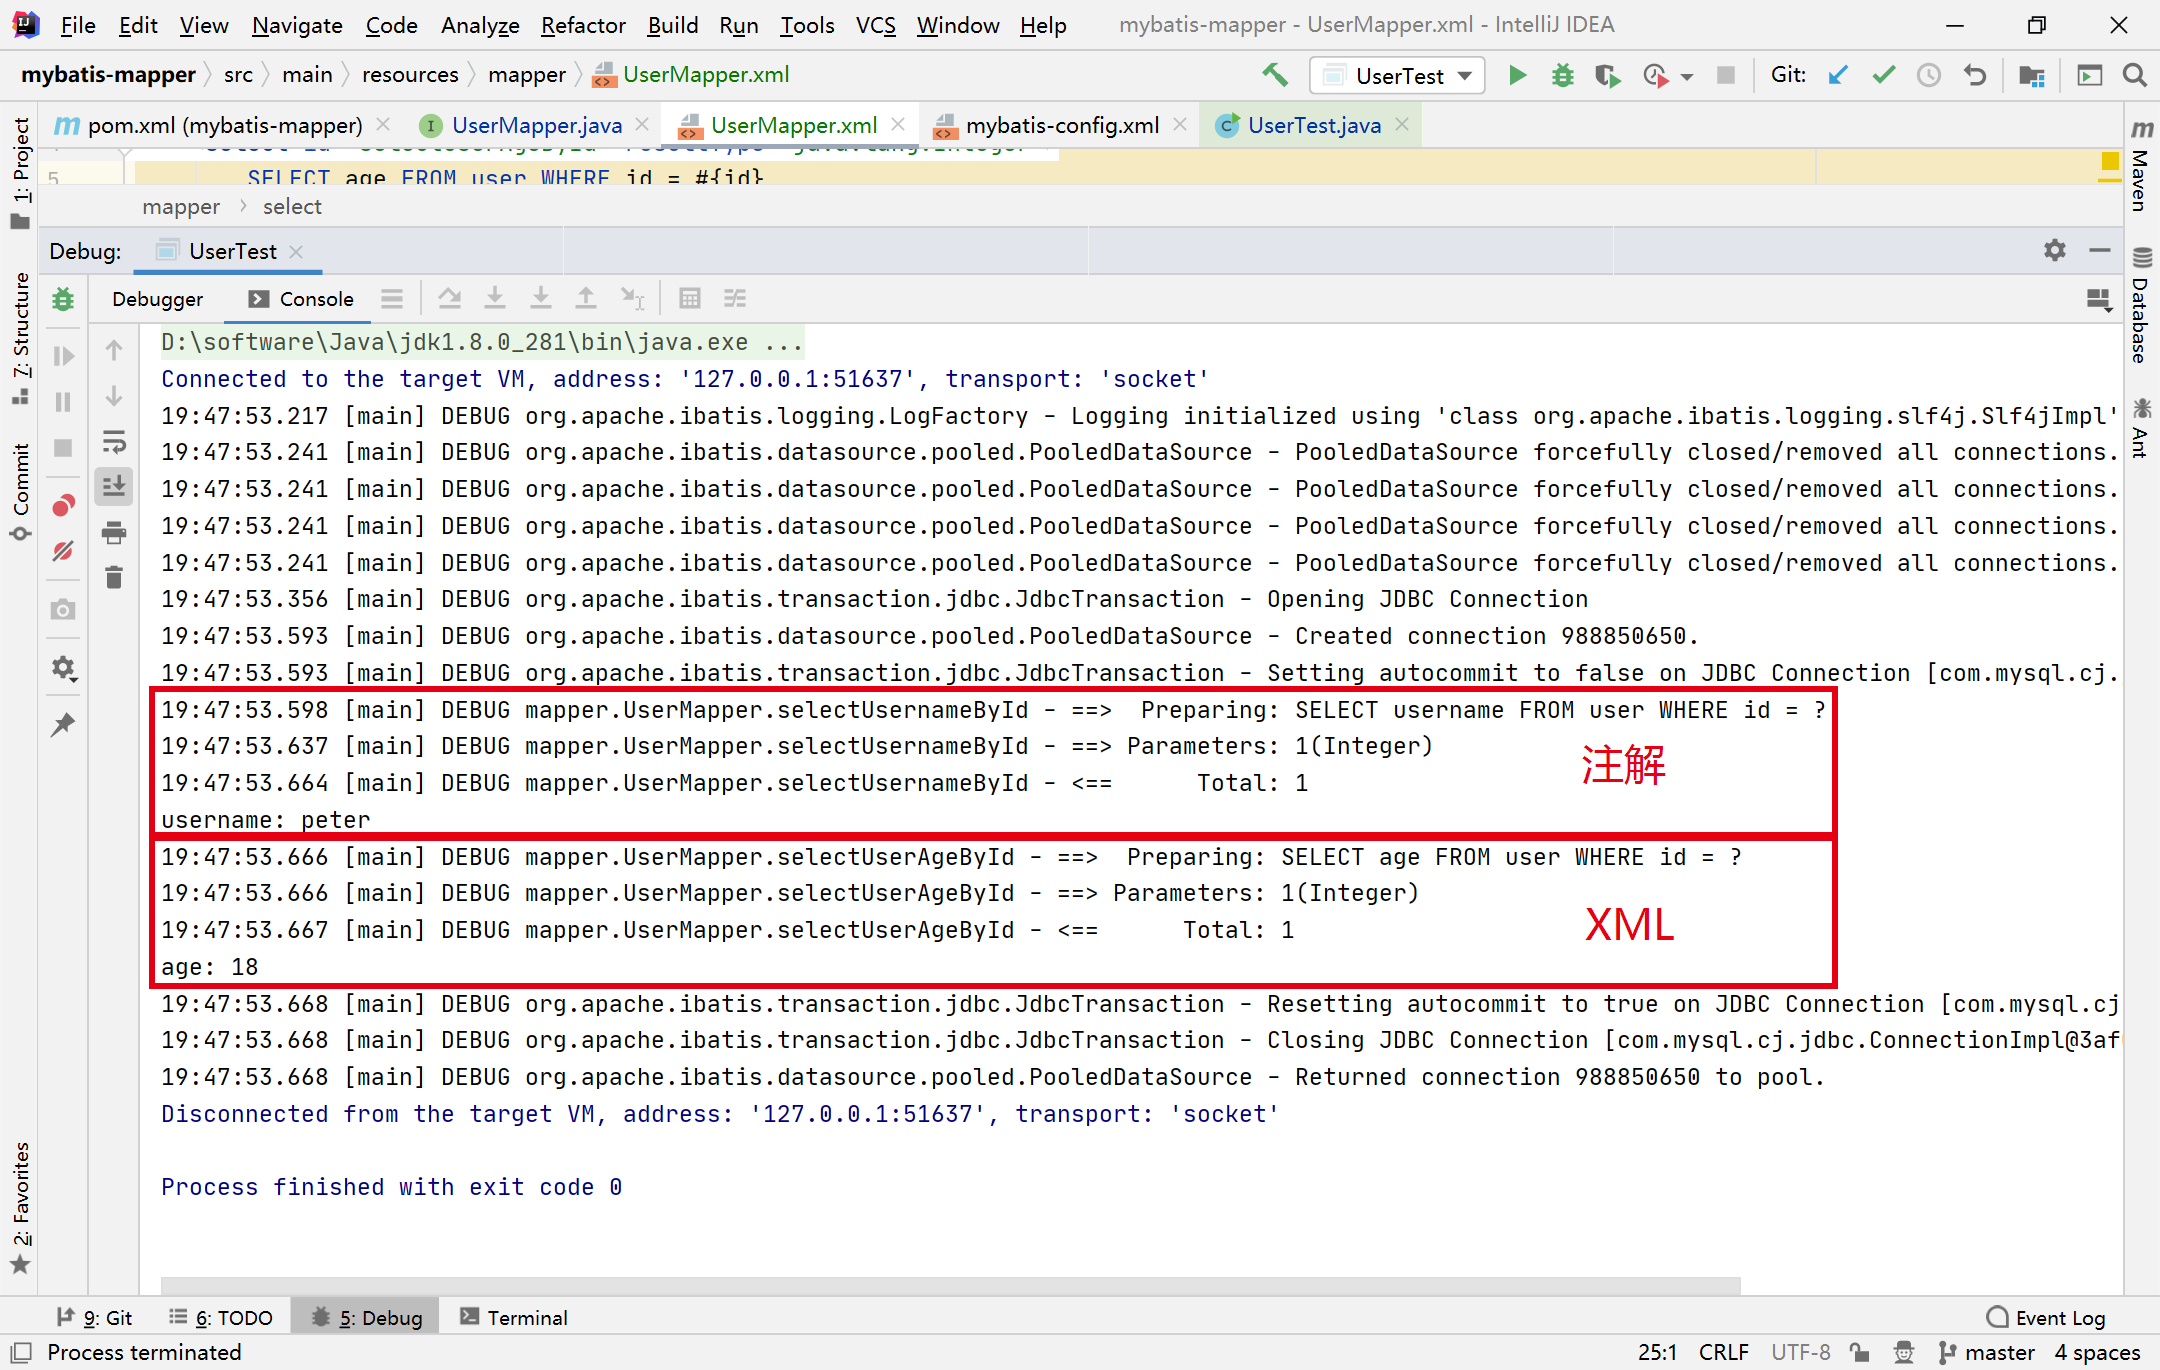 File Edit View Navigate Code Analyze Refactor Build Run Tools VCS Window Help mybatis-mapper - UserMapper.xml - IntelliJ IDEA
mybatis-mapper src main resources mapper UserMapper.xml UserTest Git:
pom.xml (mybatis-mapper) UserMapper.java UserMapper.xml mybatis-config.xml UserTest.java
5 SELECT age FROM user WHERE id = #{id}
mapper > select
Debug: UserTest
Debugger Console
D:\software\Java\jdk1.8.0_281\bin\java.exe ...
Connected to the target VM, address: '127.0.0.1:51637', transport: 'socket'
19:47:53.217 [main] DEBUG org.apache.ibatis.logging.LogFactory - Logging initialized using 'class org.apache.ibatis.logging.slf4j.Slf4jImpl'
19:47:53.241 [main] DEBUG org.apache.ibatis.datasource.pooled.PooledDataSource - PooledDataSource forcefully closed/removed all connections.
19:47:53.241 [main] DEBUG org.apache.ibatis.datasource.pooled.PooledDataSource - PooledDataSource forcefully closed/removed all connections.
19:47:53.241 [main] DEBUG org.apache.ibatis.datasource.pooled.PooledDataSource - PooledDataSource forcefully closed/removed all connections.
19:47:53.241 [main] DEBUG org.apache.ibatis.datasource.pooled.PooledDataSource - PooledDataSource forcefully closed/removed all connections.
19:47:53.356 [main] DEBUG org.apache.ibatis.transaction.jdbc.JdbcTransaction - Opening JDBC Connection
19:47:53.593 [main] DEBUG org.apache.ibatis.datasource.pooled.PooledDataSource - Created connection 988850650.
19:47:53.593 [main] DEBUG org.apache.ibatis.transaction.jdbc.JdbcTransaction - Setting autocommit to false on JDBC Connection [com.mysql.cj.
19:47:53.598 [main] DEBUG mapper.UserMapper.selectUsernameById - ==>  Preparing: SELECT username FROM user WHERE id = ?
19:47:53.637 [main] DEBUG mapper.UserMapper.selectUsernameById - ==> Parameters: 1(Integer)
注解
19:47:53.664 [main] DEBUG mapper.UserMapper.selectUsernameById - <==      Total: 1
username: peter
19:47:53.666 [main] DEBUG mapper.UserMapper.selectUserAgeById - ==>  Preparing: SELECT age FROM user WHERE id = ?
19:47:53.666 [main] DEBUG mapper.UserMapper.selectUserAgeById - ==> Parameters: 1(Integer)
19:47:53.667 [main] DEBUG mapper.UserMapper.selectUserAgeById - <==      Total: 1
XML
age: 18
19:47:53.668 [main] DEBUG org.apache.ibatis.transaction.jdbc.JdbcTransaction - Resetting autocommit to true on JDBC Connection [com.mysql.cj
19:47:53.668 [main] DEBUG org.apache.ibatis.transaction.jdbc.JdbcTransaction - Closing JDBC Connection [com.mysql.cj.jdbc.ConnectionImpl@3af
19:47:53.668 [main] DEBUG org.apache.ibatis.datasource.pooled.PooledDataSource - Returned connection 988850650 to pool.
Disconnected from the target VM, address: '127.0.0.1:51637', transport: 'socket'
Process finished with exit code 0
1: Project
7: Structure
Commit
2: Favorites
Maven
Database
Ant
9: Git 6: TODO 5: Debug Terminal Event Log
Process terminated 25:1 CRLF UTF-8 master 4 spaces